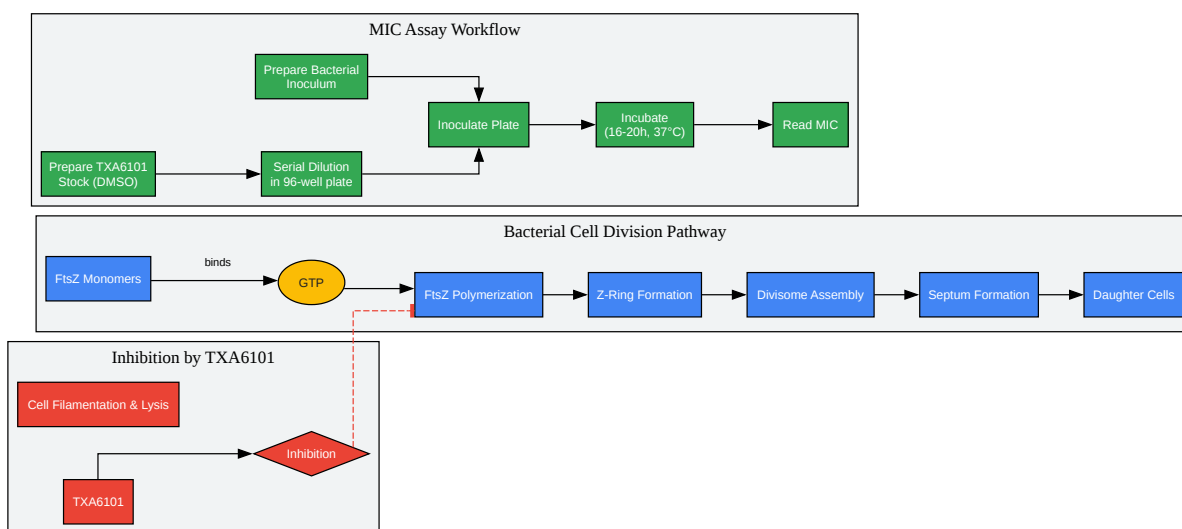 MIC Assay Workflow
Prepare Bacterial
Inoculum
Inoculate Plate
Incubate
(16-20h, 37°C)
Read MIC
Prepare TXA6101
Stock (DMSO)
Serial Dilution
in 96-well plate
Bacterial Cell Division Pathway
FtsZ Monomers
binds
GTP
FtsZ Polymerization
Z-Ring Formation
Divisome Assembly
Septum Formation
Daughter Cells
Inhibition by TXA6101
Cell Filamentation & Lysis
Inhibition
TXA6101